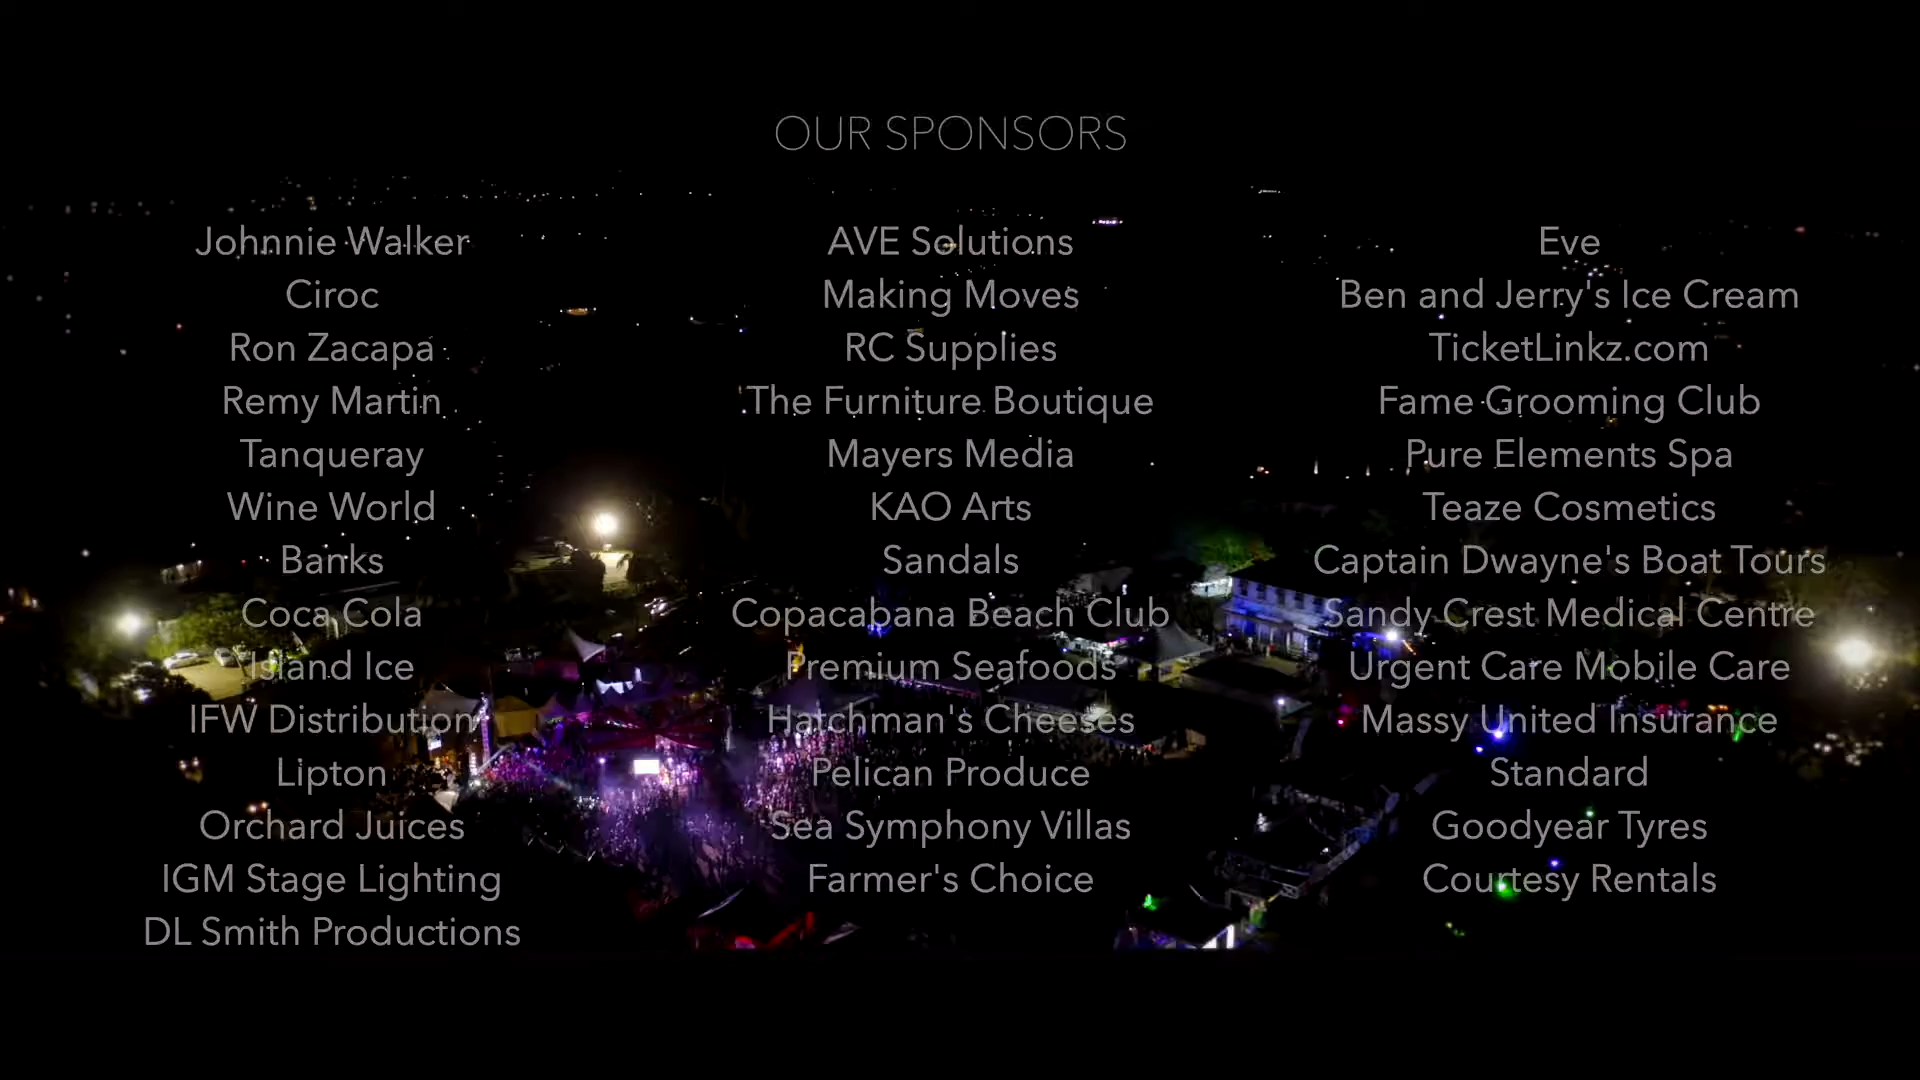 OUR SPONSORS
Johnnie Walker
Ciroc
Ron Zacapa
Remy Martin
Tanqueray
Wine World
Banks
Coca Cola
Island Ice
IFW Distribution
Lipton
Orchard Juices
IGM Stage Lighting
DL Smith Productions
AVE Solutions
Making Moves
RC Supplies
The Furniture Boutique
Mayers Media
KAO Arts
Sandals
Copacabana Beach Club
Premium Seafoods
Hatchman's Cheeses
Pelican Produce
Sea Symphony Villas
Farmer's Choice
Eve
Ben and Jerry's Ice Cream
TicketLinkz.com
Fame Grooming Club
Pure Elements Spa
Teaze Cosmetics
Captain Dwayne's Boat Tours
Sandy Crest Medical Centre
Urgent Care Mobile Care
Massy United Insurance
Standard
Goodyear Tyres
Courtesy Rentals